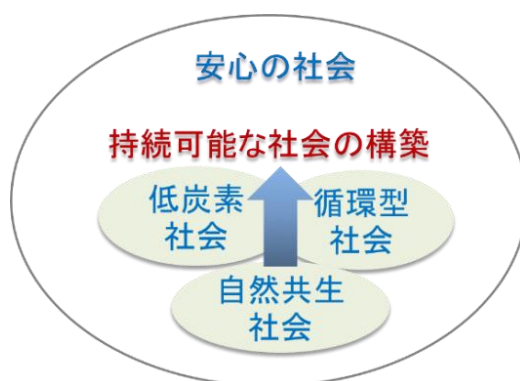 安心の社会
持続可能な社会の構築
低炭素
社会
循環型
社会
自然共生
社会